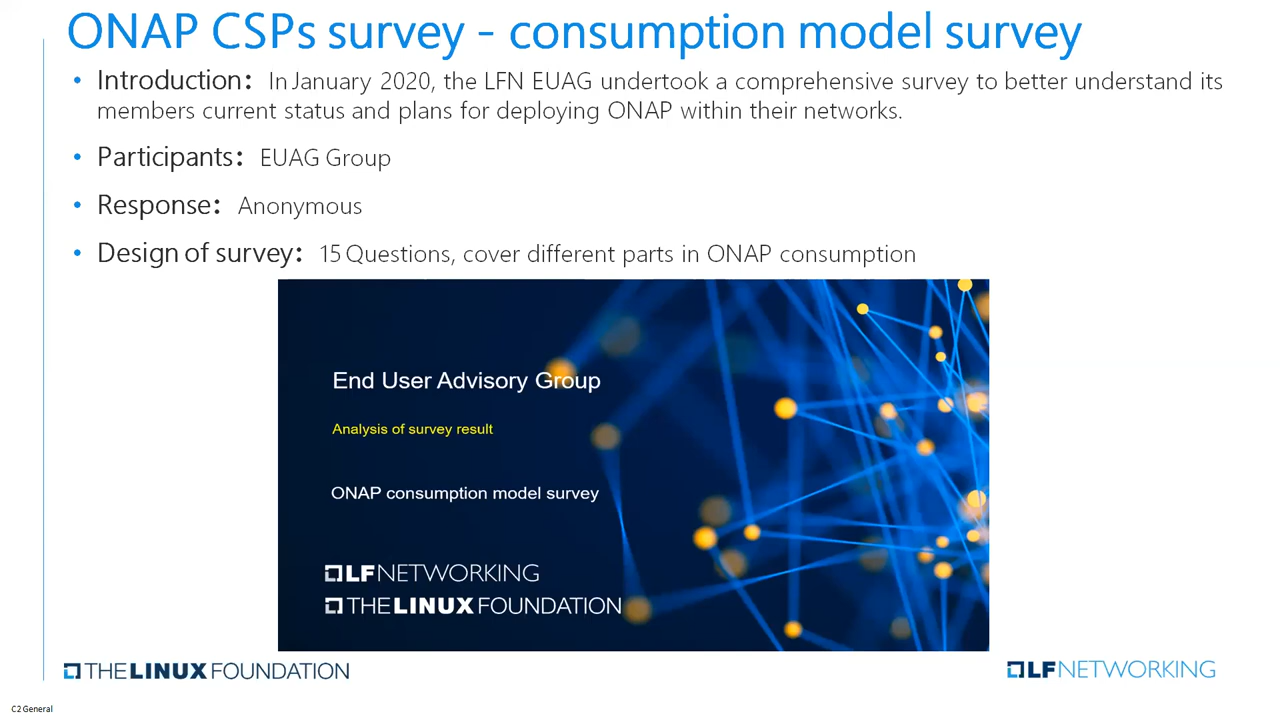 ONAP CSPs survey - consumption model survey
• Introduction: In January 2020, the LFN EUAG undertook a comprehensive survey to better understand its
members current status and plans for deploying ONAP within their networks.
• Participants: EUAG Group
• Response: Anonymous
• Design of survey: 15 Questions, cover different parts in ONAP consumption
End User Advisory Group
Analysis of survey result
ONAP consumption model survey
LFNETWORKING
THE LINUX FOUNDATION
THE LINUX FOUNDATION
LFNETWORKING
C2 General